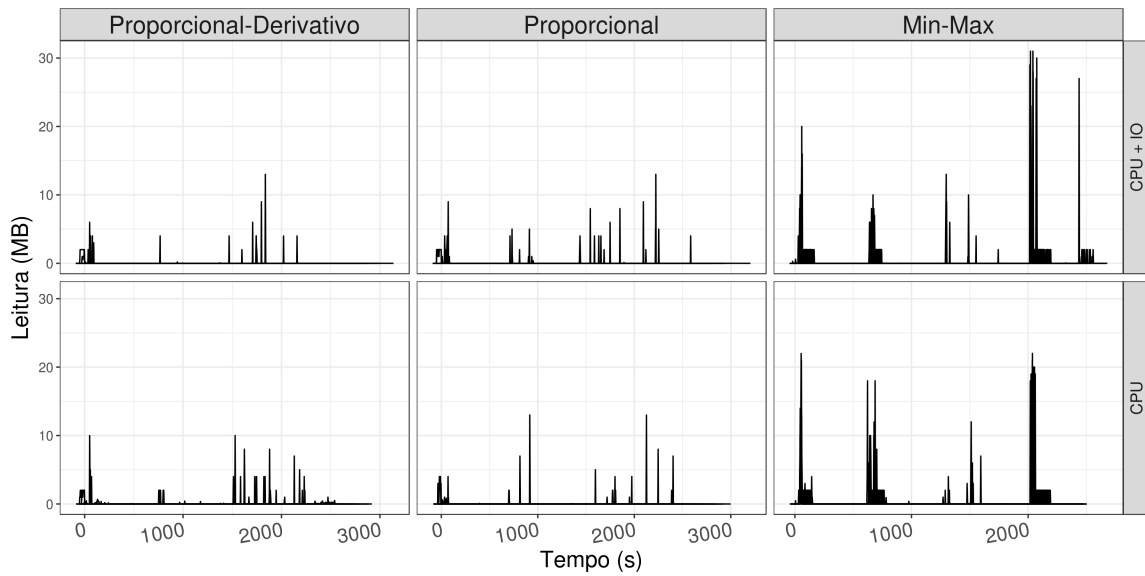 Proporcional-Derivativo Proporcional Min-Max
30
20
10
0
CPU + IO
30
20
10
0
CPU
Leitura (MB)
0 1000 2000 3000 0 1000 2000 3000 0 1000 2000
Tempo (s)